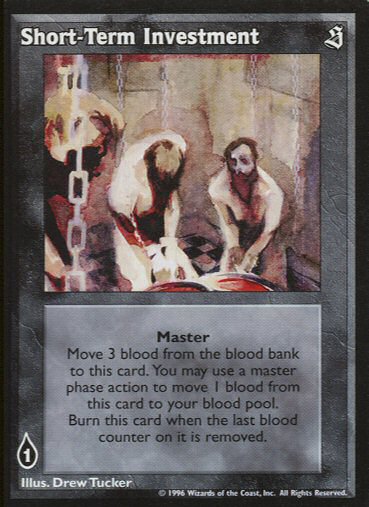 Short-Term Investment
Master
Move 3 blood from the blood bank
to this card. You may use a master
phase action to move 1 blood from
this card to your blood pool.
Burn this card when the last blood
counter on it is removed.
1
Illus. Drew Tucker
© 1996 Wizards of the Coast, Inc. All Rights Reserved.